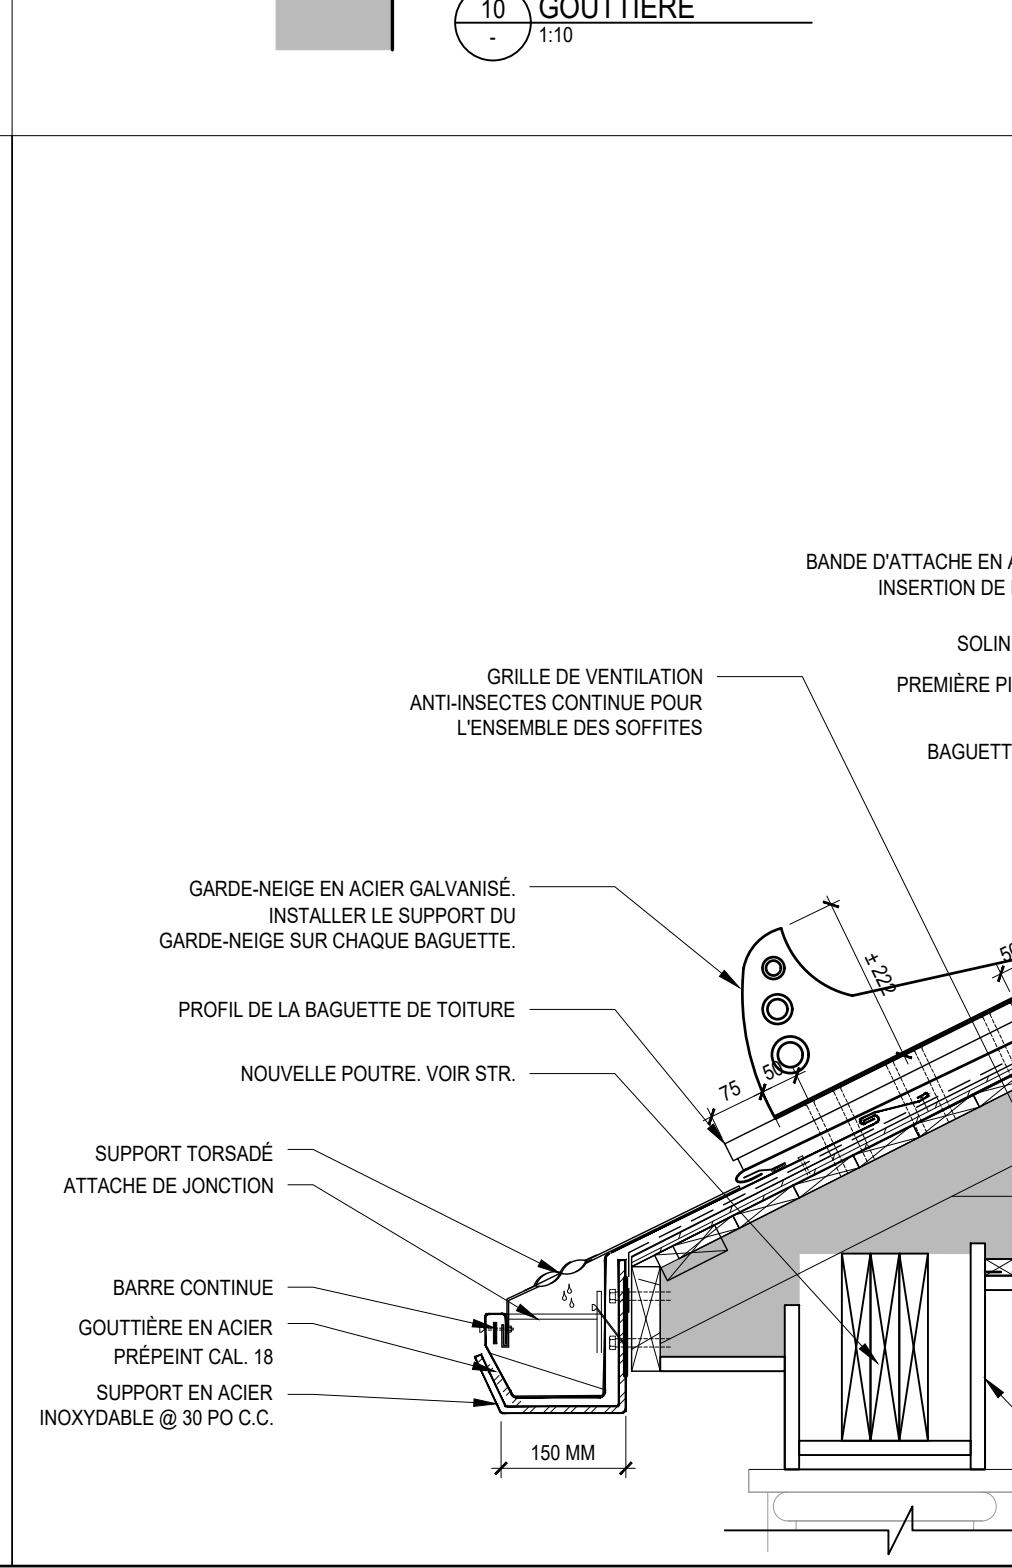 10 GOUTTIÈRE
- 1:10
BANDE D'ATTACHE EN
INSERTION DE
SOLIN
PREMIÈRE
GRILLE DE VENTILATION
ANTI-INSECTES CONTINUE POUR
L'ENSEMBLE DES SOFFITES
GARDE-NEIGE EN ACIER GALVANISÉ.
INSTALLER LE SUPPORT DU
GARDE-NEIGE SUR CHAQUE BAGUETTE.
± 222
PROFIL DE LA BAGUETTE DE TOITURE
NOUVELLE POUTRE. VOIR STR.
75
50
SUPPORT TORSADÉ
ATTACHE DE JONCTION
BARRE CONTINUE
GOUTTIÈRE EN ACIER
PRÉPEINT CAL. 18
SUPPORT EN ACIER
INOXYDABLE @ 30 PO C.C.
150 MM